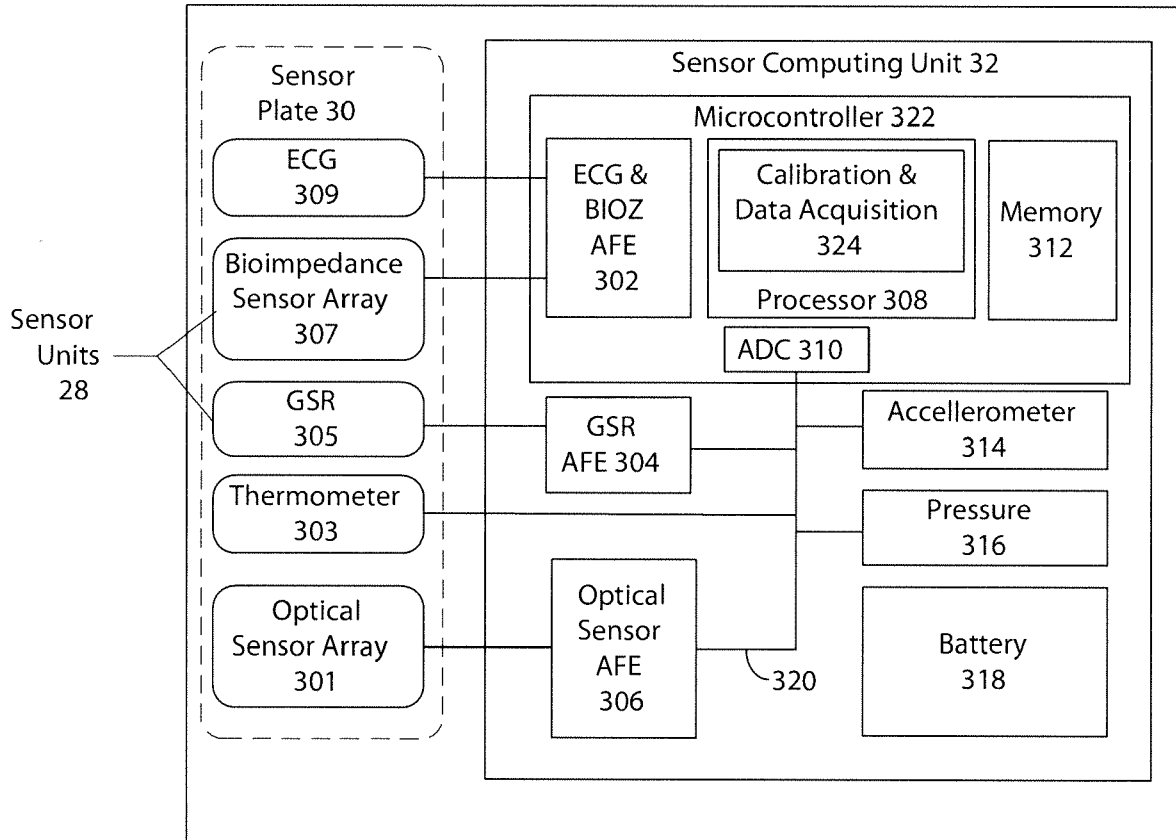 Sensor Computing Unit 32
Sensor
Plate 30
Microcontroller 322
ECG
309
ECG &
BIOZ
AFE
302
Calibration &
Data Acquisition
324
Processor 308
Memory
312
Bioimpedance
Sensor Array
307
Sensor
Units
28
ADC 310
GSR
305
GSR
AFE 304
Accellerometer
314
Thermometer
303
Pressure
316
Optical
Sensor Array
301
Optical
Sensor
AFE
306
320
Battery
318